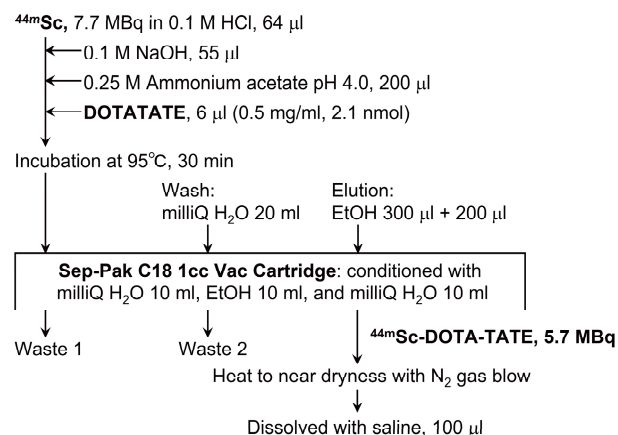 ⁴⁴ᵐSc, 7.7 MBq in 0.1 M HCl, 64 μl
0.1 M NaOH, 55 μl
0.25 M Ammonium acetate pH 4.0, 200 μl
DOTATATE, 6 μl (0.5 mg/ml, 2.1 nmol)
Incubation at 95℃, 30 min
Wash:
milliQ H₂O 20 ml
Elution:
EtOH 300 μl + 200 μl
Sep-Pak C18 1cc Vac Cartridge: conditioned with
milliQ H₂O 10 ml, EtOH 10 ml, and milliQ H₂O 10 ml
Waste 1
Waste 2
⁴⁴ᵐSc-DOTA-TATE, 5.7 MBq
Heat to near dryness with N₂ gas blow
Dissolved with saline, 100 μl